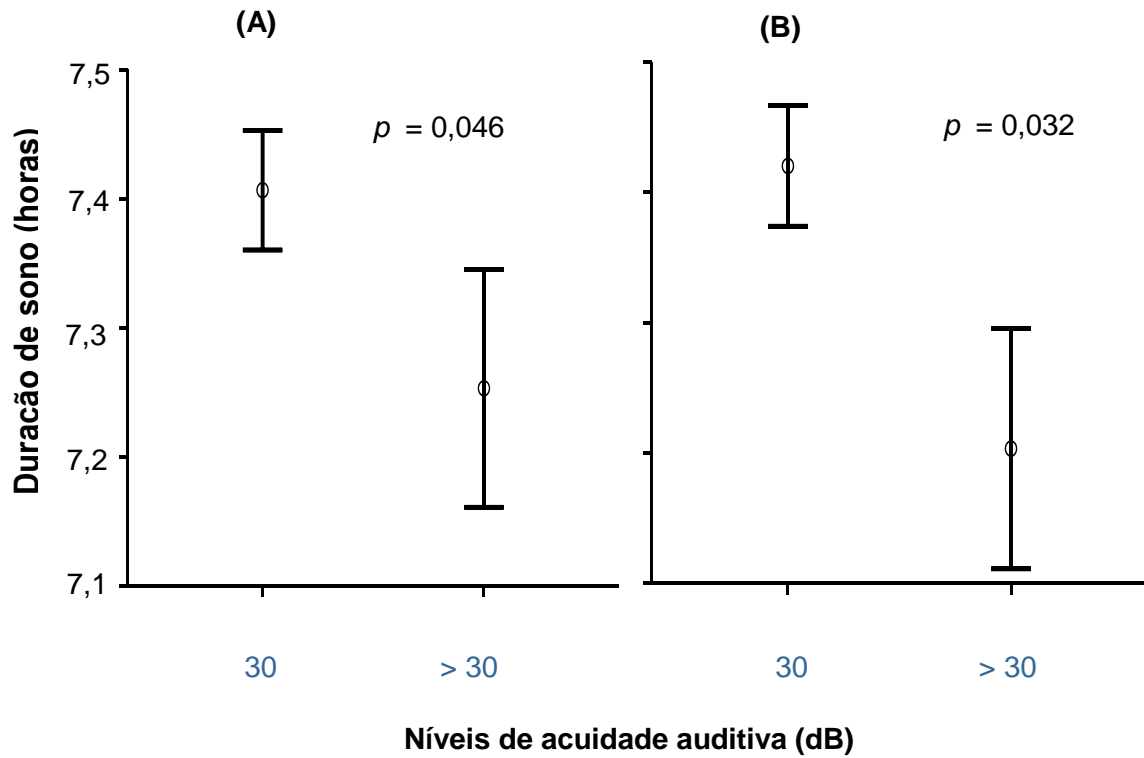 (A)
(B)
7,5
7,4
7,3
7,2
7,1
Duração de sono (horas)
p = 0,046
p = 0,032
30
> 30
30
> 30
Níveis de acuidade auditiva (dB)